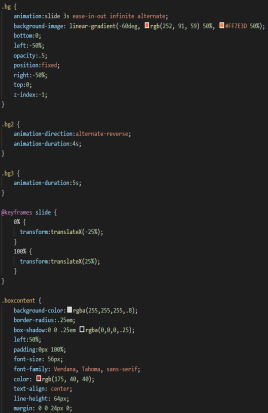 .bg {
animation:slide 3s ease-in-out infinite alternate;
background-image: linear-gradient(-60deg, rgb(252, 91, 59) 50%, #FF7E3D 50%);
bottom:0;
left:-50%;
opacity:.5;
position:fixed;
right:-50%;
top:0;
z-index:-1;
}
.bg2 {
animation-direction:alternate-reverse;
animation-duration:4s;
}
.bg3 {
animation-duration:5s;
}
@keyframes slide {
0% {
transform:translateX(-25%);
}
100% {
transform:translateX(25%);
}
}
.boxcontent {
background-color: rgba(255,255,255,.8);
border-radius:.25em;
box-shadow:0 0 .25em rgba(0,0,0,.25);
left:50%;
padding:0px 100%;
font-size: 56px;
font-family: Verdana, Tahoma, sans-serif;
color: rgb(175, 40, 40);
text-align: center;
line-height: 64px;
margin: 0 0 24px 0;